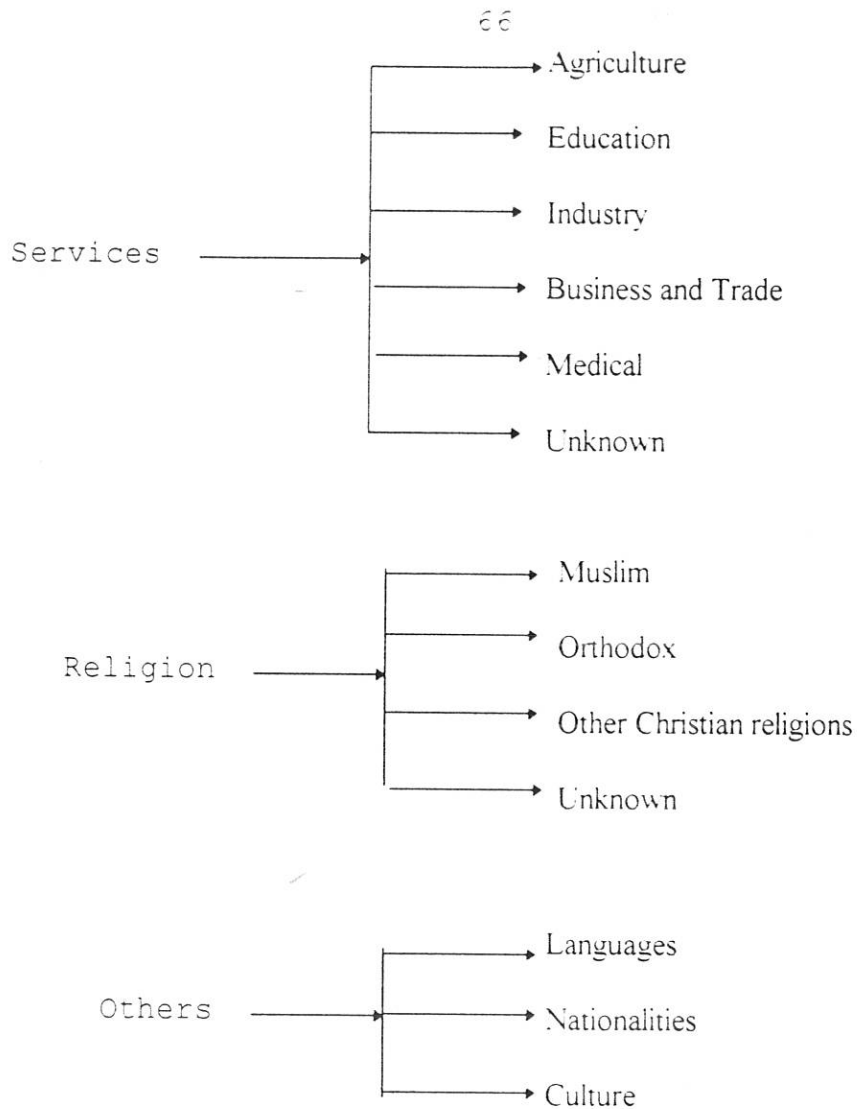 66
Agriculture
Education
Industry
Services
Business and Trade
Medical
Unknown
Muslim
Orthodox
Religion
Other Christian religions
Unknown
Languages
Others
Nationalities
Culture